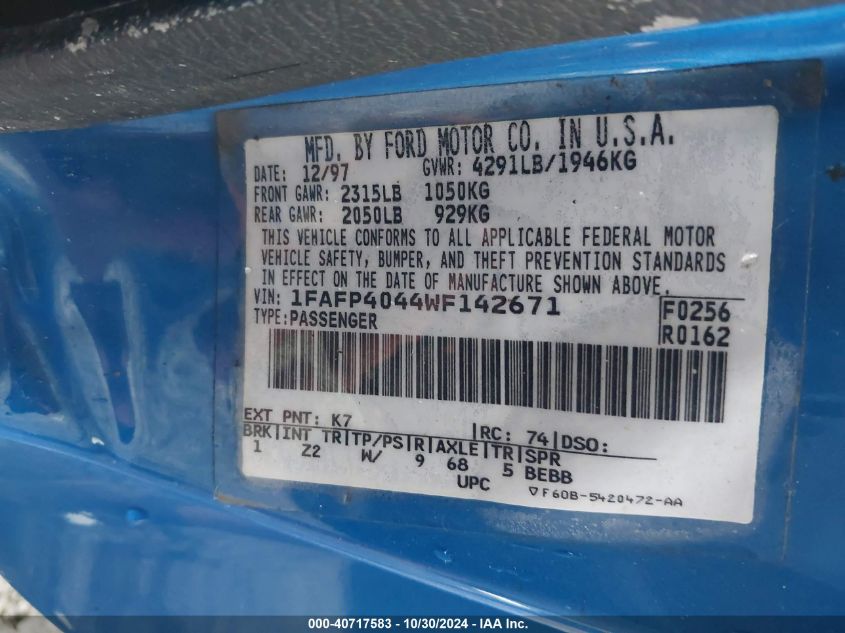 MFD. BY FORD MOTOR CO. IN U.S.A.
DATE: 12/97 GVWR: 4291LB/1946KG
FRONT GAWR: 2315LB 1050KG
REAR GAWR: 2050LB 929KG
THIS VEHICLE CONFORMS TO ALL APPLICABLE FEDERAL MOTOR
VEHICLE SAFETY, BUMPER, AND THEFT PREVENTION STANDARDS
IN EFFECT ON THE DATE OF MANUFACTURE SHOWN ABOVE.
VIN: 1FAFP4044WF142671 F0256
TYPE:PASSENGER R0162
EXT PNT: K7 |RC: 74|DSO:
BRK|INT TR|TP/PS|R|AXLE|TR|SPR
1 Z2 W/ 9 68 5 BEBB
UPC ▽F60B-5420472-AA
000-40717583 - 10/30/2024 - IAA, Inc.